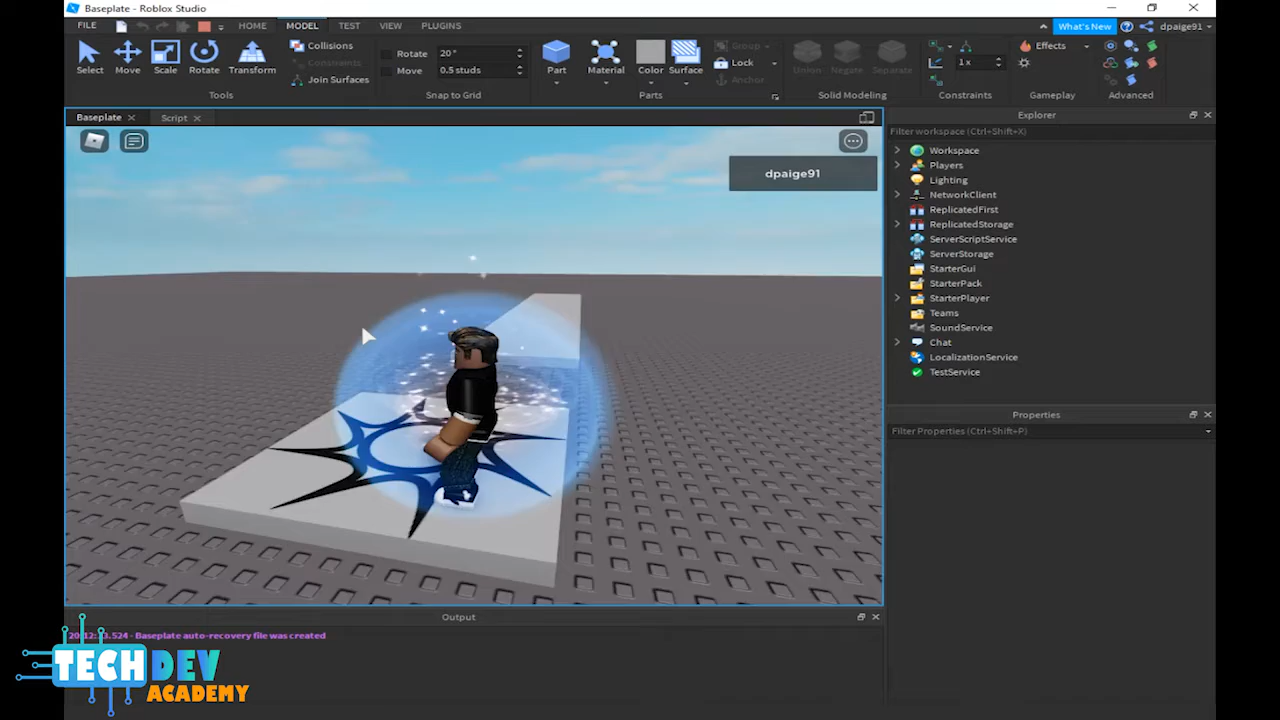 Baseplate - Roblox Studio
FILE HOME MODEL TEST VIEW PLUGINS What's New dpaige91
Select Move Scale Rotate Transform
Collisions
Constraints
Join Surfaces
Tools
Rotate 20°
Move 0.5 studs
Snap to Grid
Part Material Color Surface
Group
Lock
Anchor
Parts
Union Negate Separate
Solid Modeling
1 x
Constraints
Effects
Gameplay
Advanced
Baseplate Script
dpaige91
Explorer
Filter workspace (Ctrl+Shift+X)
Workspace
Players
Lighting
NetworkClient
ReplicatedFirst
ReplicatedStorage
ServerScriptService
ServerStorage
StarterGui
StarterPack
StarterPlayer
Teams
SoundService
Chat
LocalizationService
TestService
Properties
Filter Properties (Ctrl+Shift+P)
Output
Baseplate auto-recovery file was created
TECH DEV
ACADEMY